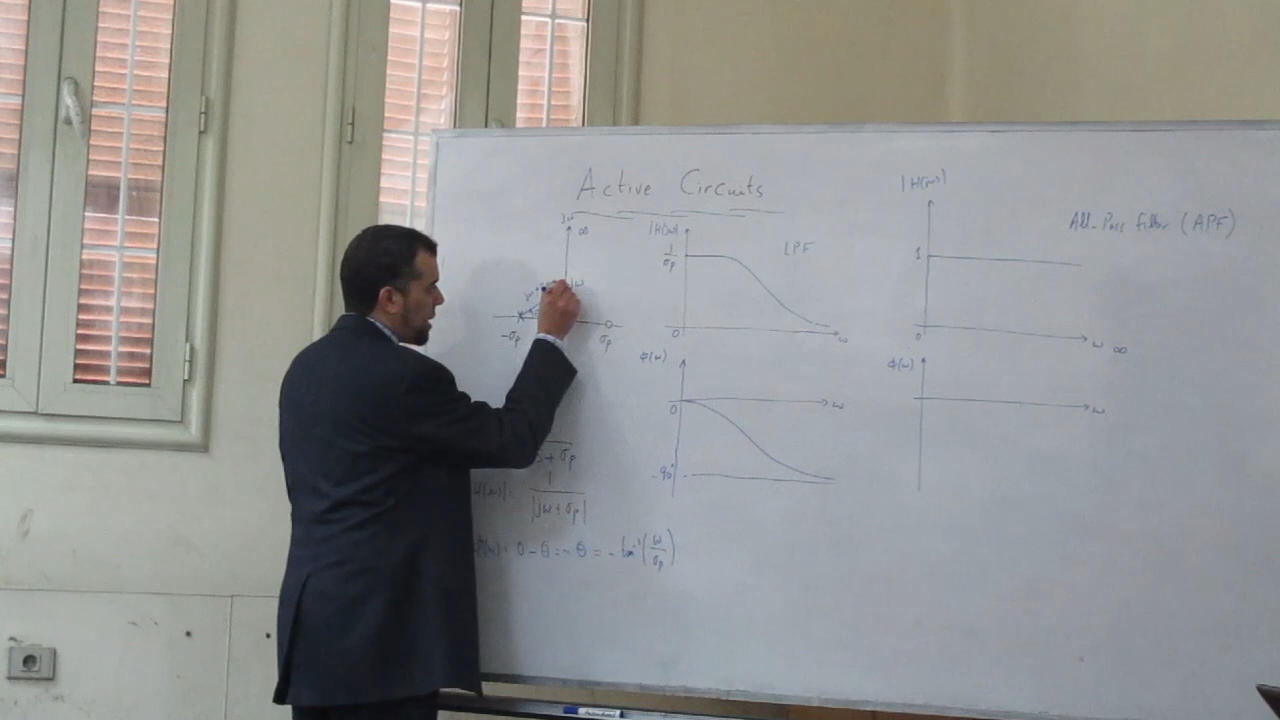 Active Circuits
jω
∞
jω
-σp
σp
|H(ω)|
1/σp
LPF
0
ω
φ(ω)
0
ω
-90°
s + σp
H(ω)| = 1/|jω + σp|
(ω) = 0 - θ = - θ = - tan⁻¹(ω/σp)
|H(ω)|
1
All-Pass Filter (APF)
0
ω
∞
φ(ω)
ω